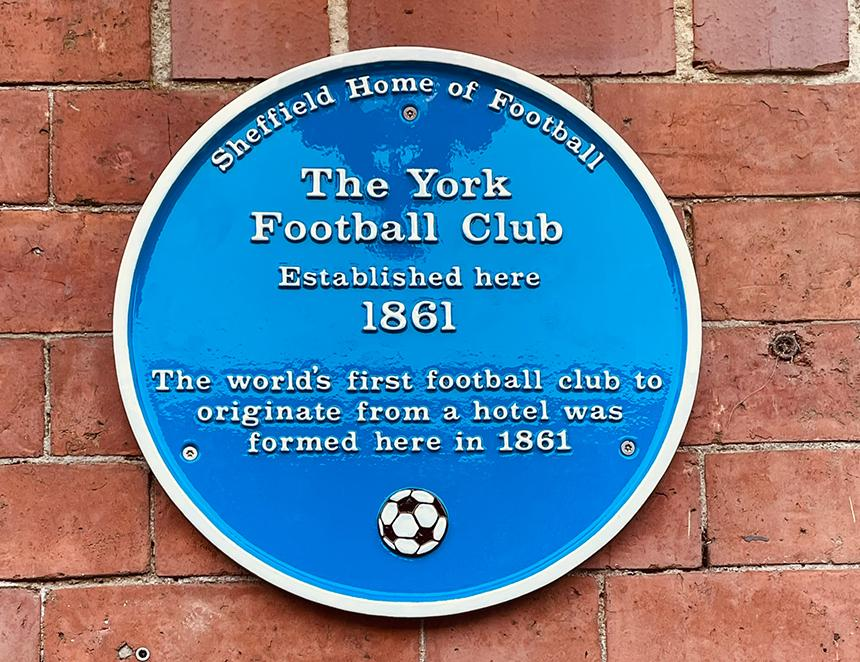 Sheffield Home of Football
The York
Football Club
Established here
1861
The world's first football club to
originate from a hotel was
formed here in 1861